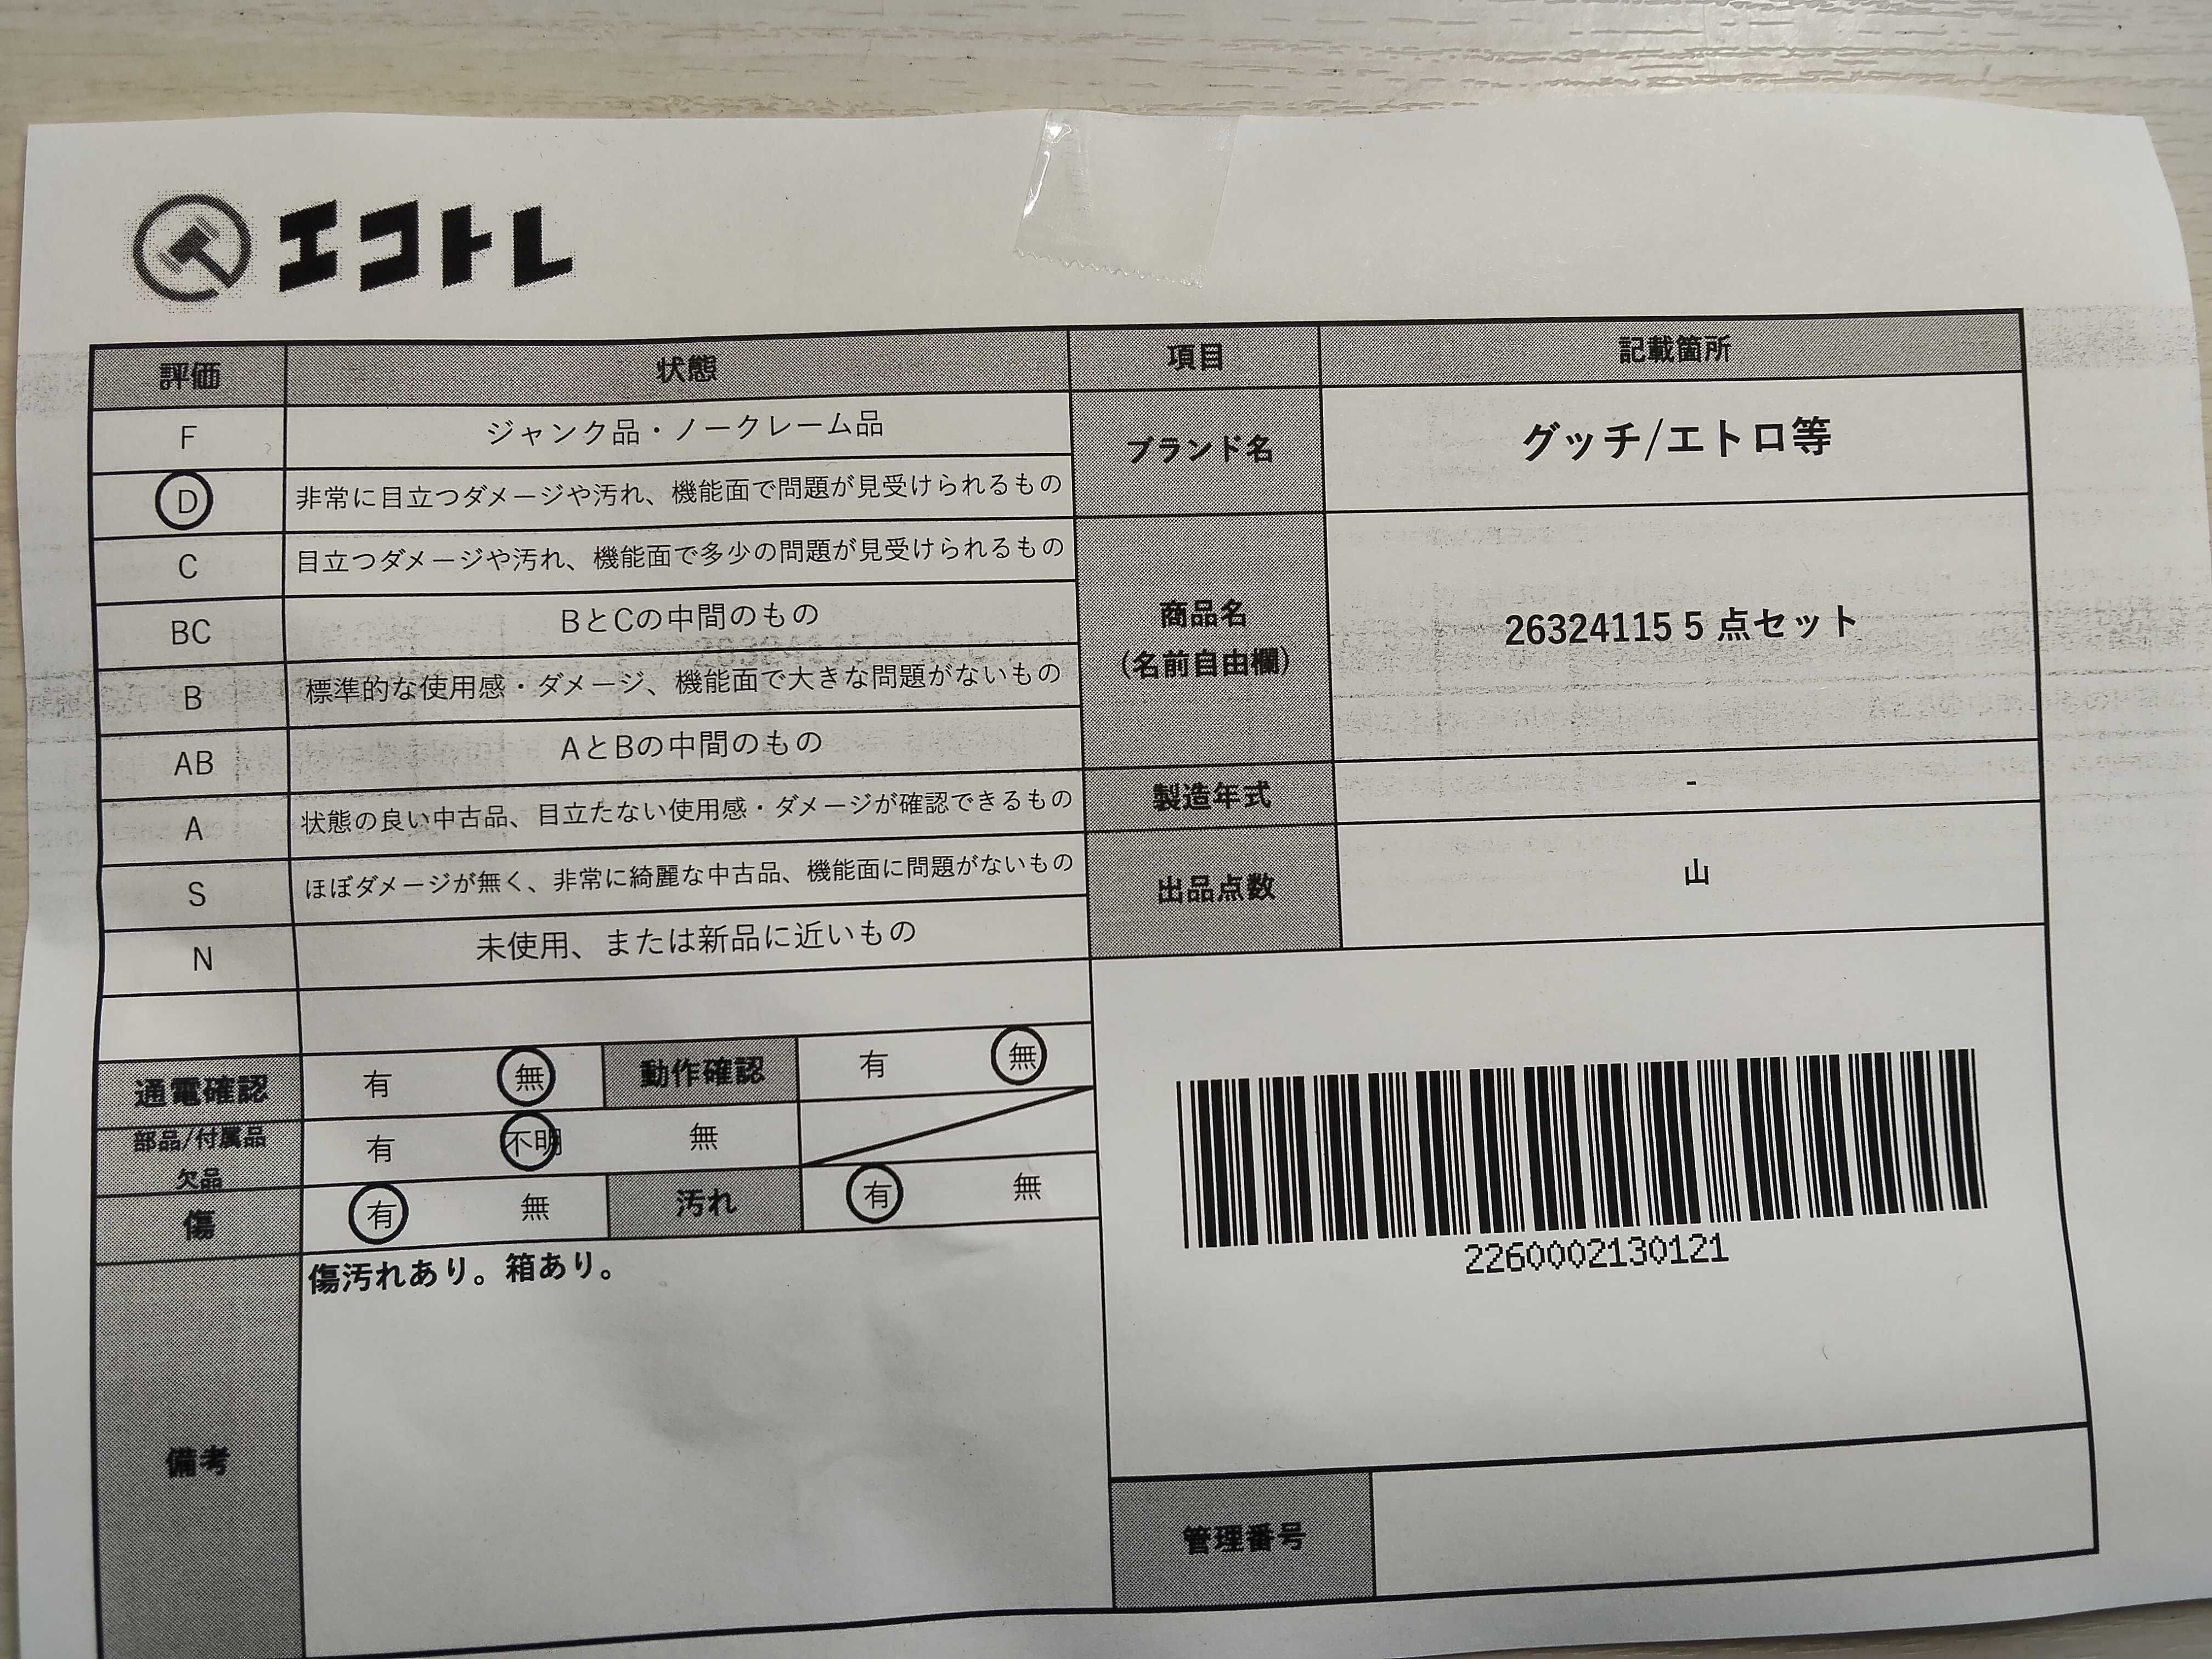 エコトレ
評価 状態 項目 記載箇所
F ジャンク品・ノークレーム品
D 非常に目立つダメージや汚れ、機能面で問題が見受けられるもの
C 目立つダメージや汚れ、機能面で多少の問題が見受けられるもの
BC BとCの中間のもの
B 標準的な使用感・ダメージ、機能面で大きな問題がないもの
AB AとBの中間のもの
A 状態の良い中古品、目立たない使用感・ダメージが確認できるもの
S ほぼダメージが無く、非常に綺麗な中古品、機能面に問題がないもの
N 未使用、または新品に近いもの
ブランド名 グッチ/エトロ等
商品名
(名前自由欄)
26324115 5 点セット
製造年式 -
出品点数 山
通電確認 有 無 動作確認 有 無
部品/付属品
欠品
有 不明 無
傷 有 無 汚れ 有 無
備考
傷汚れあり。箱あり。
2260002130121
管理番号